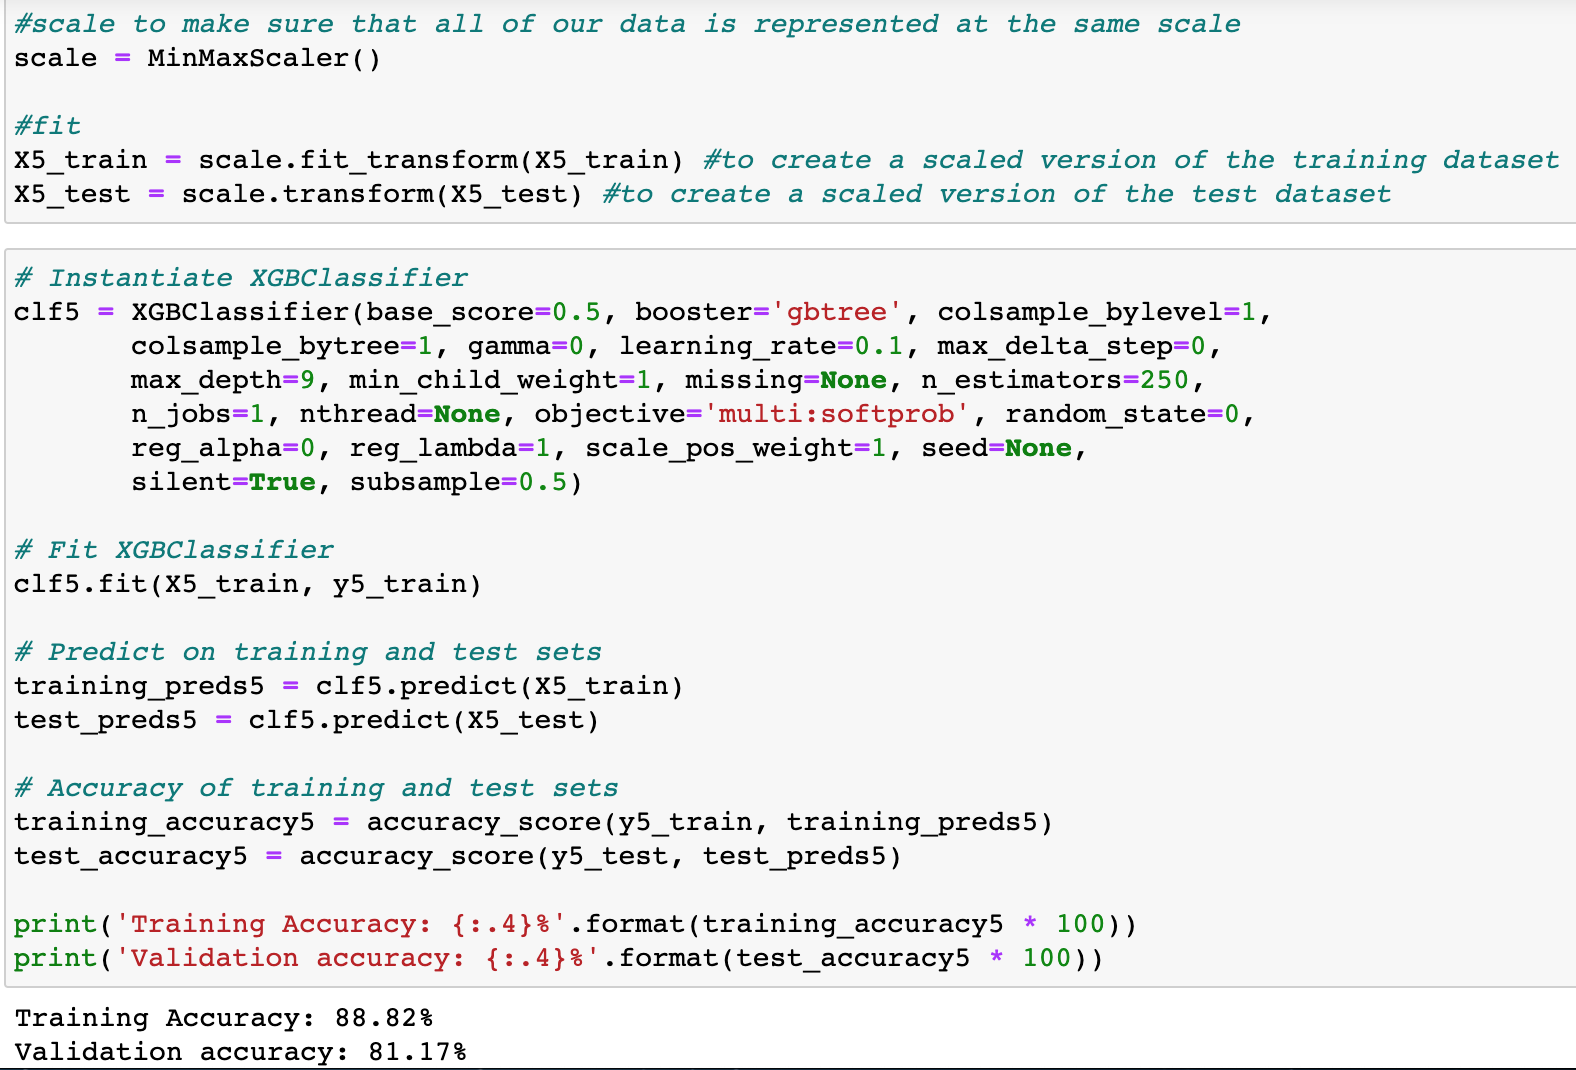 #scale to make sure that all of our data is represented at the same scale
scale = MinMaxScaler()
#fit
X5_train = scale.fit_transform(X5_train) #to create a scaled version of the training dataset
X5_test = scale.transform(X5_test) #to create a scaled version of the test dataset
# Instantiate XGBClassifier
clf5 = XGBClassifier(base_score=0.5, booster='gbtree', colsample_bylevel=1,
colsample_bytree=1, gamma=0, learning_rate=0.1, max_delta_step=0,
max_depth=9, min_child_weight=1, missing=None, n_estimators=250,
n_jobs=1, nthread=None, objective='multi:softprob', random_state=0,
reg_alpha=0, reg_lambda=1, scale_pos_weight=1, seed=None,
silent=True, subsample=0.5)
# Fit XGBClassifier
clf5.fit(X5_train, y5_train)
# Predict on training and test sets
training_preds5 = clf5.predict(X5_train)
test_preds5 = clf5.predict(X5_test)
# Accuracy of training and test sets
training_accuracy5 = accuracy_score(y5_train, training_preds5)
test_accuracy5 = accuracy_score(y5_test, test_preds5)
print('Training Accuracy: {:.4}%'.format(training_accuracy5 * 100))
print('Validation accuracy: {:.4}%'.format(test_accuracy5 * 100))
Training Accuracy: 88.82%
Validation accuracy: 81.17%